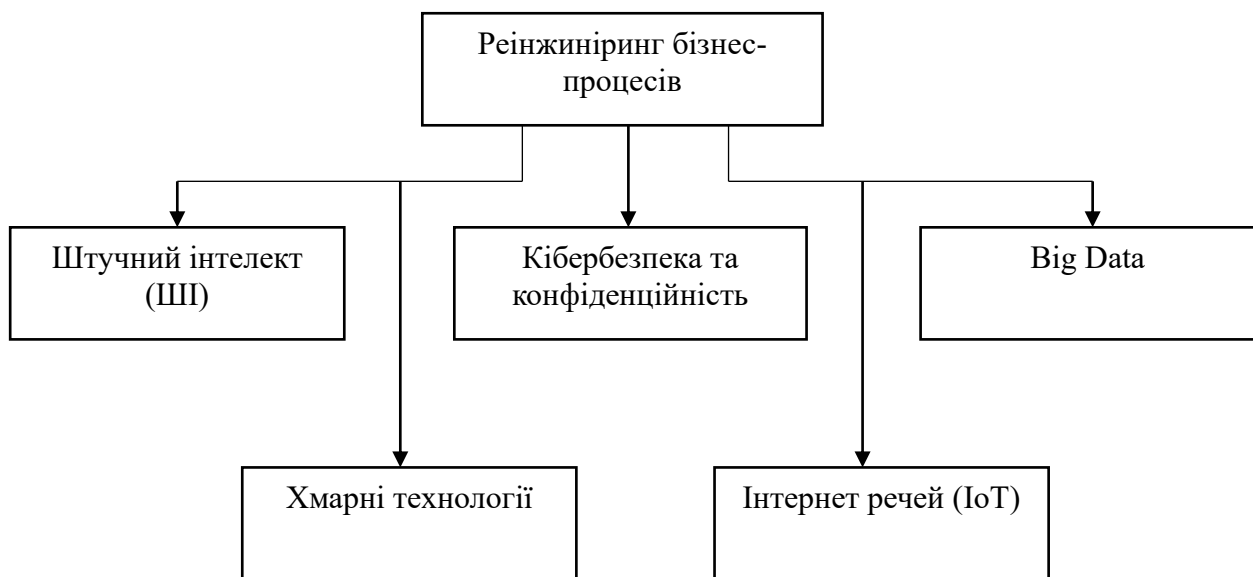 Реінжиніринг бізнес-
процесів
Штучний інтелект
(ШІ)
Кібербезпека та
конфіденційність
Big Data
Хмарні технології
Інтернет речей (IoT)